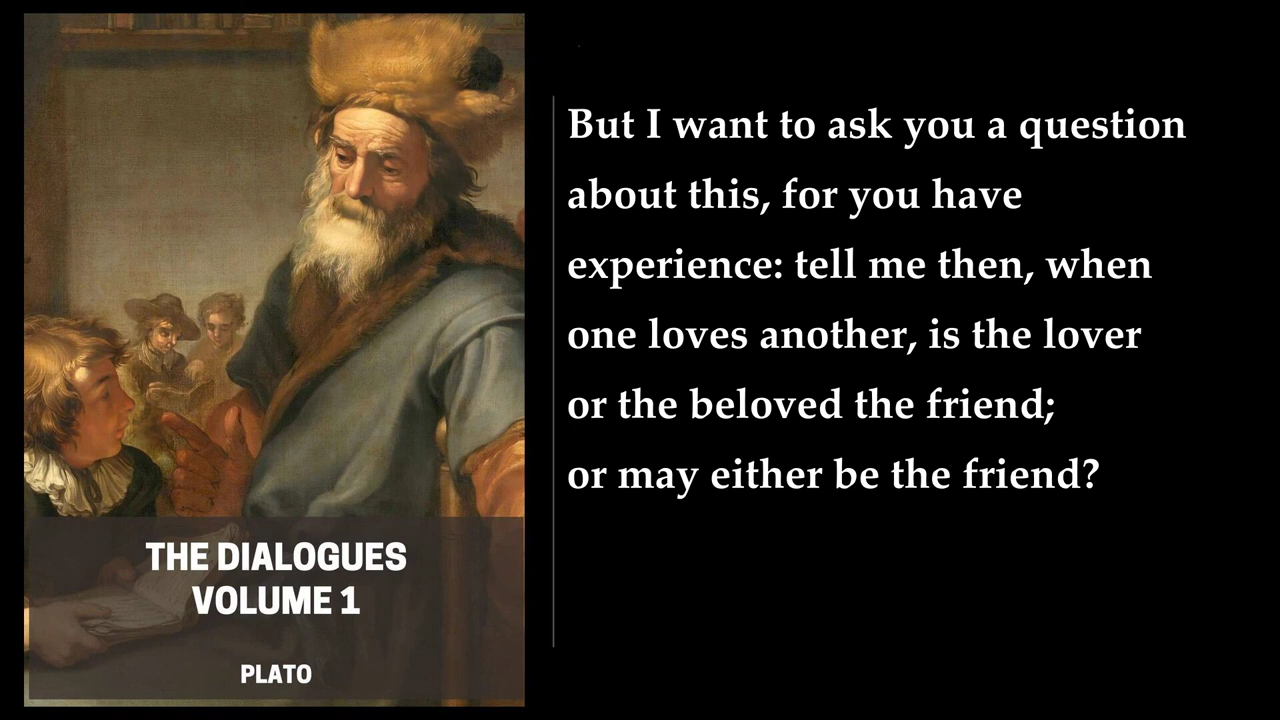 THE DIALOGUES
VOLUME 1
PLATO
But I want to ask you a question
about this, for you have
experience: tell me then, when
one loves another, is the lover
or the beloved the friend;
or may either be the friend?